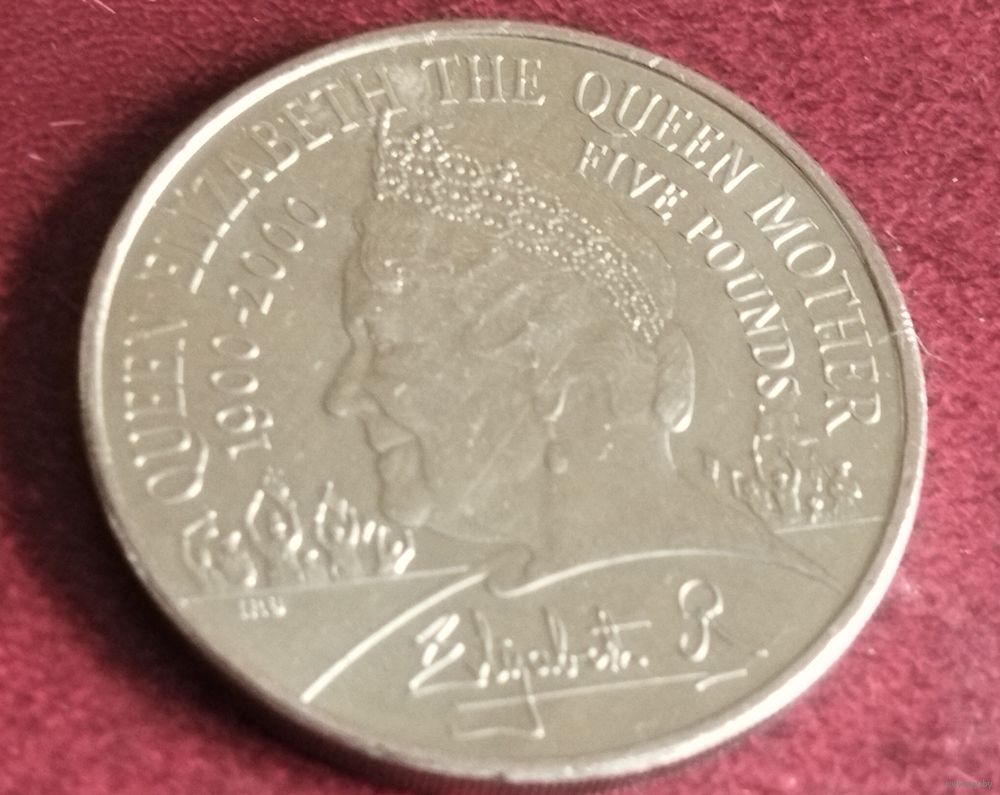 QUEEN ELIZABETH THE QUEEN MOTHER
1900-2000
FIVE POUNDS
Elizabeth R